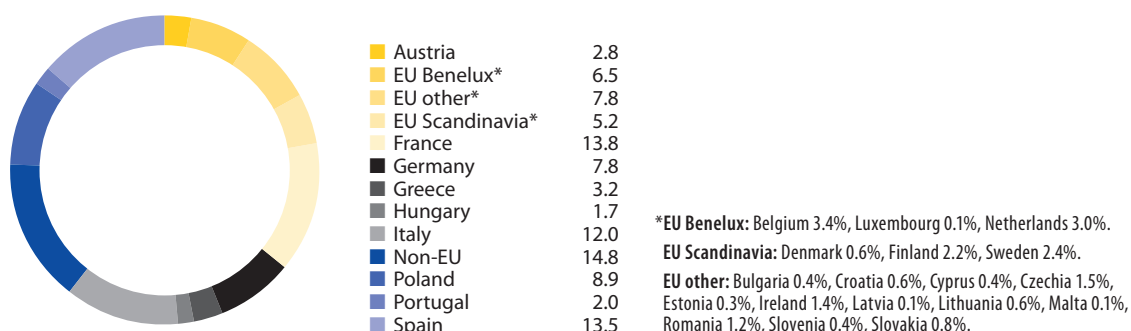 Austria 2.8
EU Benelux* 6.5
EU other* 7.8
EU Scandinavia* 5.2
France 13.8
Germany 7.8
Greece 3.2
Hungary 1.7
Italy 12.0
Non-EU 14.8
Poland 8.9
Portugal 2.0
Spain 13.5
*EU Benelux: Belgium 3.4%, Luxembourg 0.1%, Netherlands 3.0%.
EU Scandinavia: Denmark 0.6%, Finland 2.2%, Sweden 2.4%.
EU other: Bulgaria 0.4%, Croatia 0.6%, Cyprus 0.4%, Czechia 1.5%,
Estonia 0.3%, Ireland 1.4%, Latvia 0.1%, Lithuania 0.6%, Malta 0.1%,
Romania 1.2%, Slovenia 0.4%, Slovakia 0.8%.